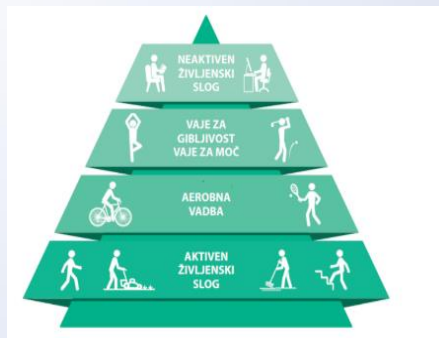 NEAKTIVEN
ŽIVLJENSKI
SLOG
VAJE ZA
GIBLJIVOST
VAJE ZA MOČ
AEROBNA
VADBA
AKTIVEN
ŽIVLJENSKI
SLOG